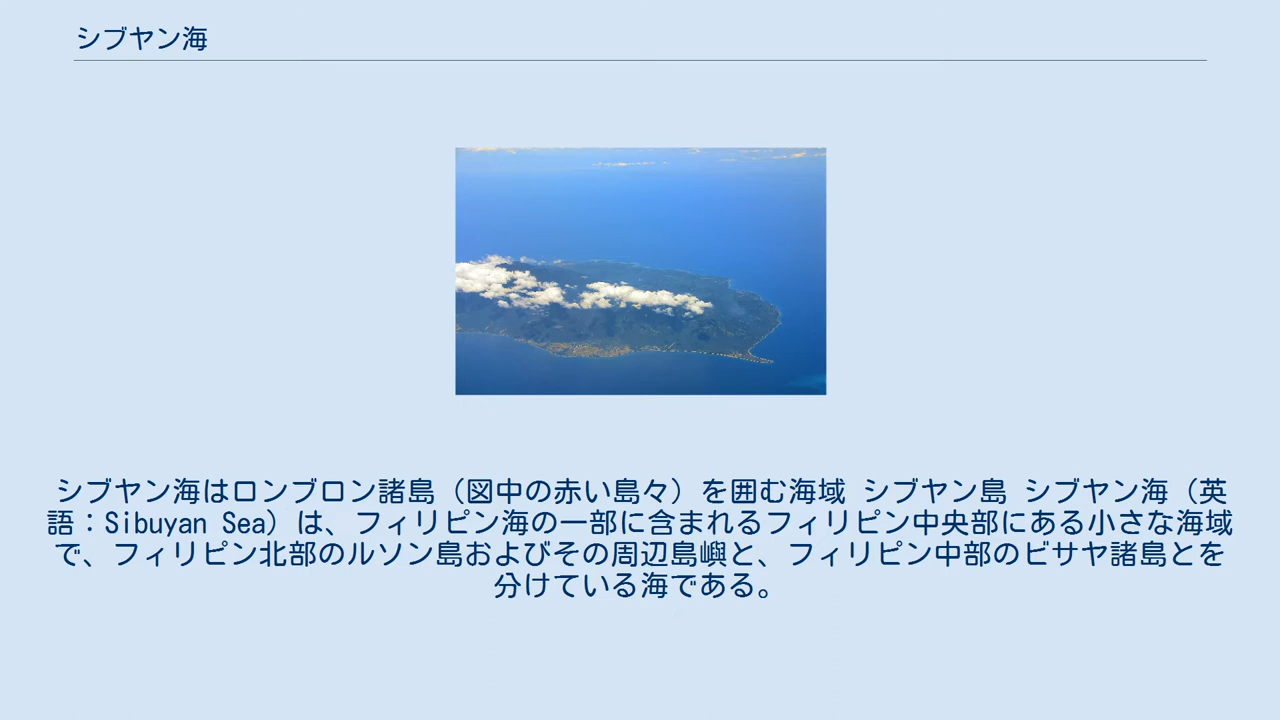 シブヤン海
シブヤン海はロンブロン諸島（図中の赤い島々）を囲む海域 シブヤン島 シブヤン海（英
語：Sibuyan Sea）は、フィリピン海の一部に含まれるフィリピン中央部にある小さな海域
で、フィリピン北部のルソン島およびその周辺島嶼と、フィリピン中部のビサヤ諸島とを
分けている海である。